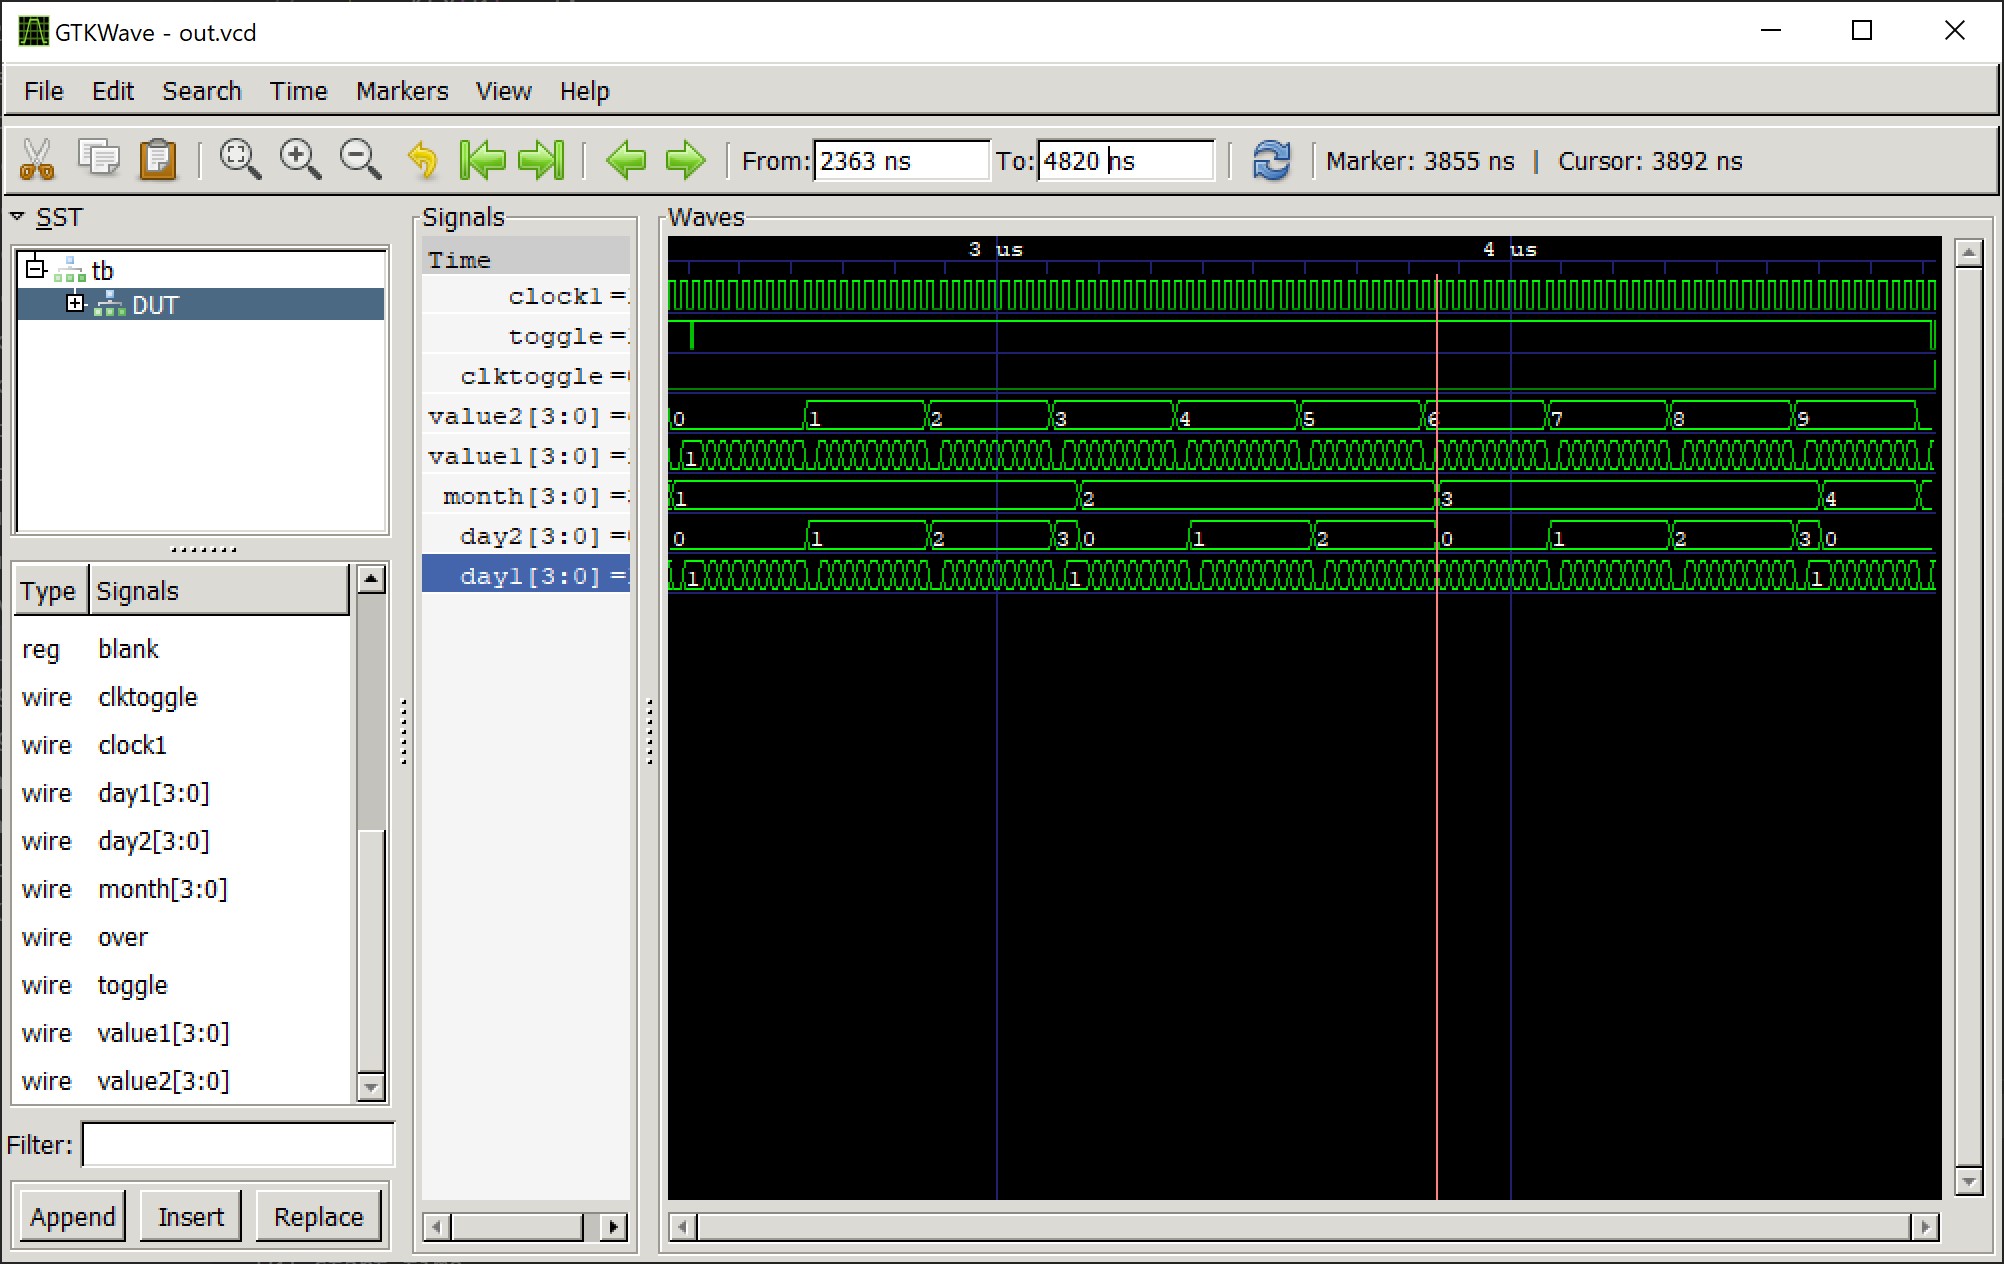 GTKWave - out.vcd
File Edit Search Time Markers View Help
From: 2363 ns To: 4820 ns Marker: 3855 ns | Cursor: 3892 ns
SST
tb
DUT
Type Signals
reg blank
wire clktoggle
wire clock1
wire day1[3:0]
wire day2[3:0]
wire month[3:0]
wire over
wire toggle
wire value1[3:0]
wire value2[3:0]
Filter:
Append Insert Replace
Signals
Time
clock1 =
toggle =
clktoggle =
value2[3:0] =
value1[3:0] =
month[3:0] =
day2[3:0] =
day1[3:0] =
Waves
3 us 4 us
0 1 2 3 4 5 6 7 8 9
1
1 2 3 4
0 1 2 3 0 1 2 0 1 2 3 0
1 1 1